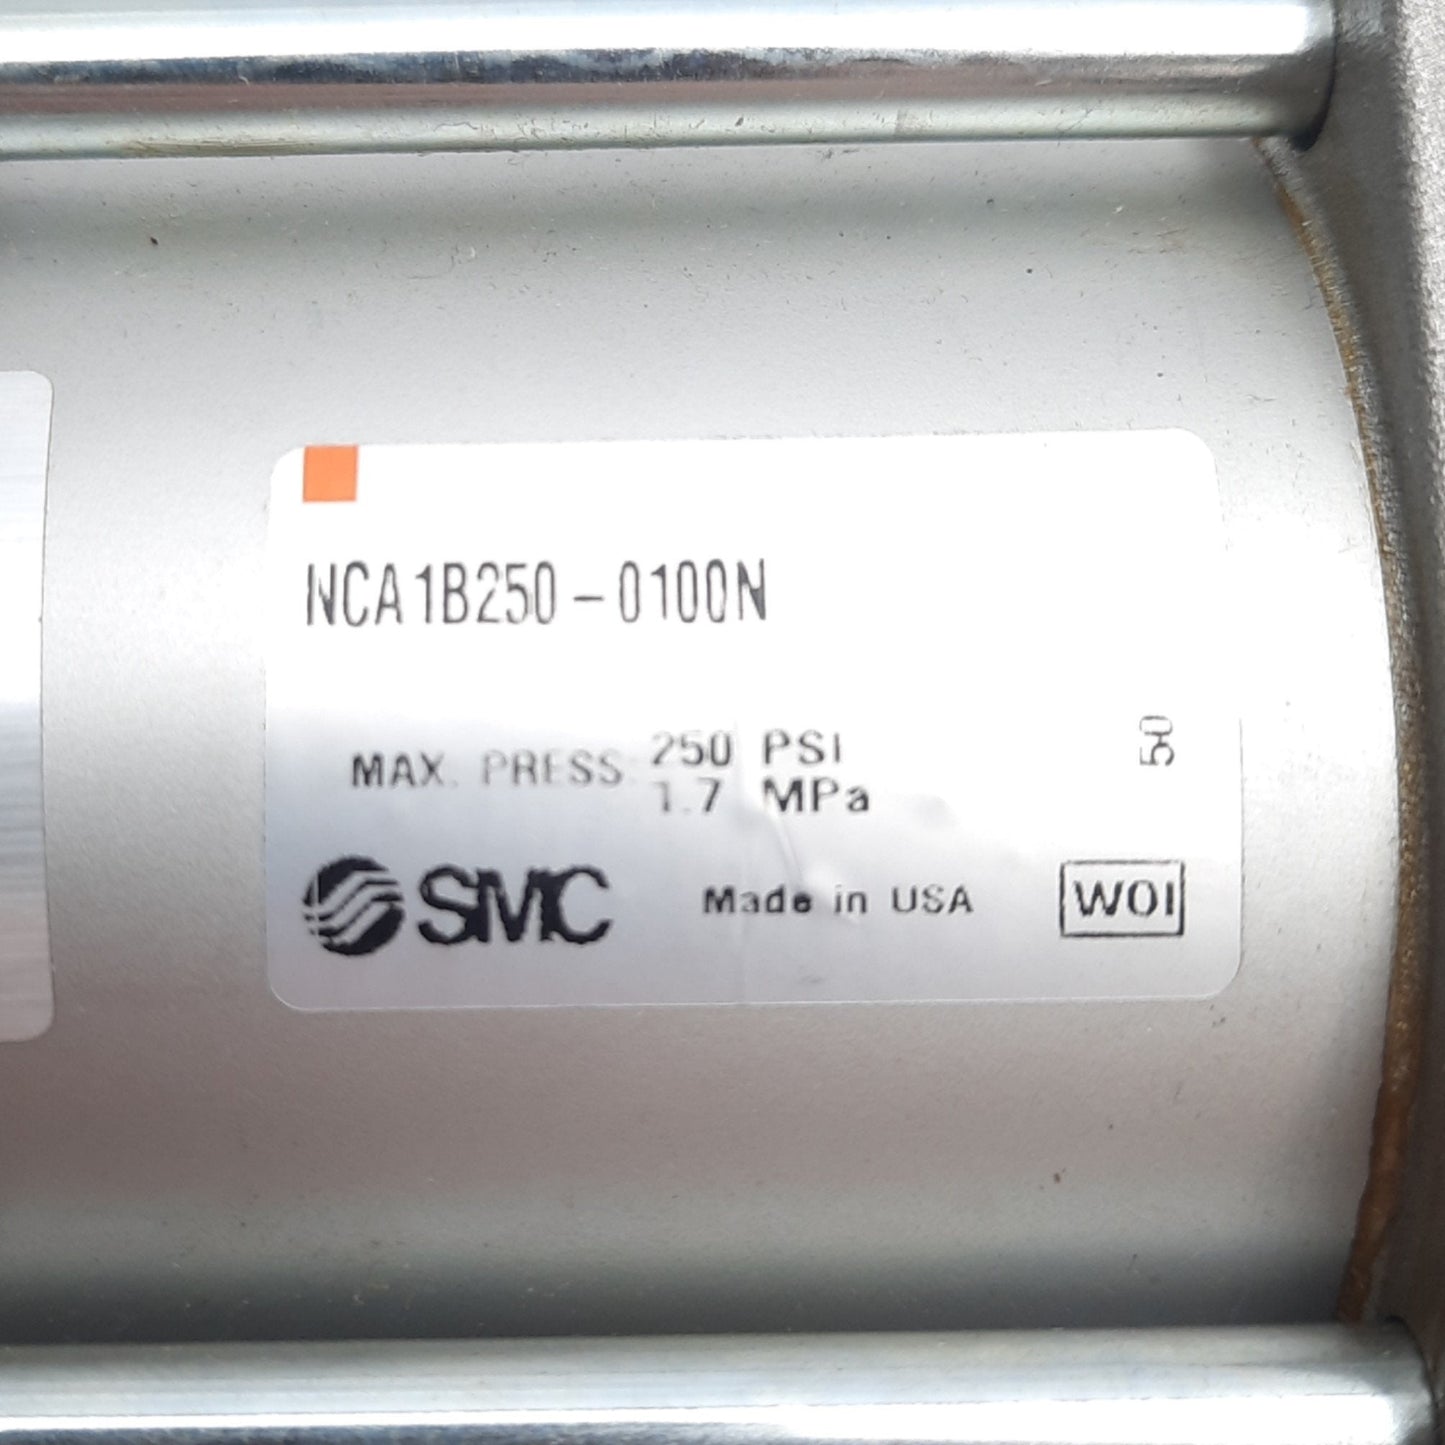 NCA1B250-0100N
MAX. PRESS. 250 PSI
1.7 MPa
50
SMC Made in USA WOI